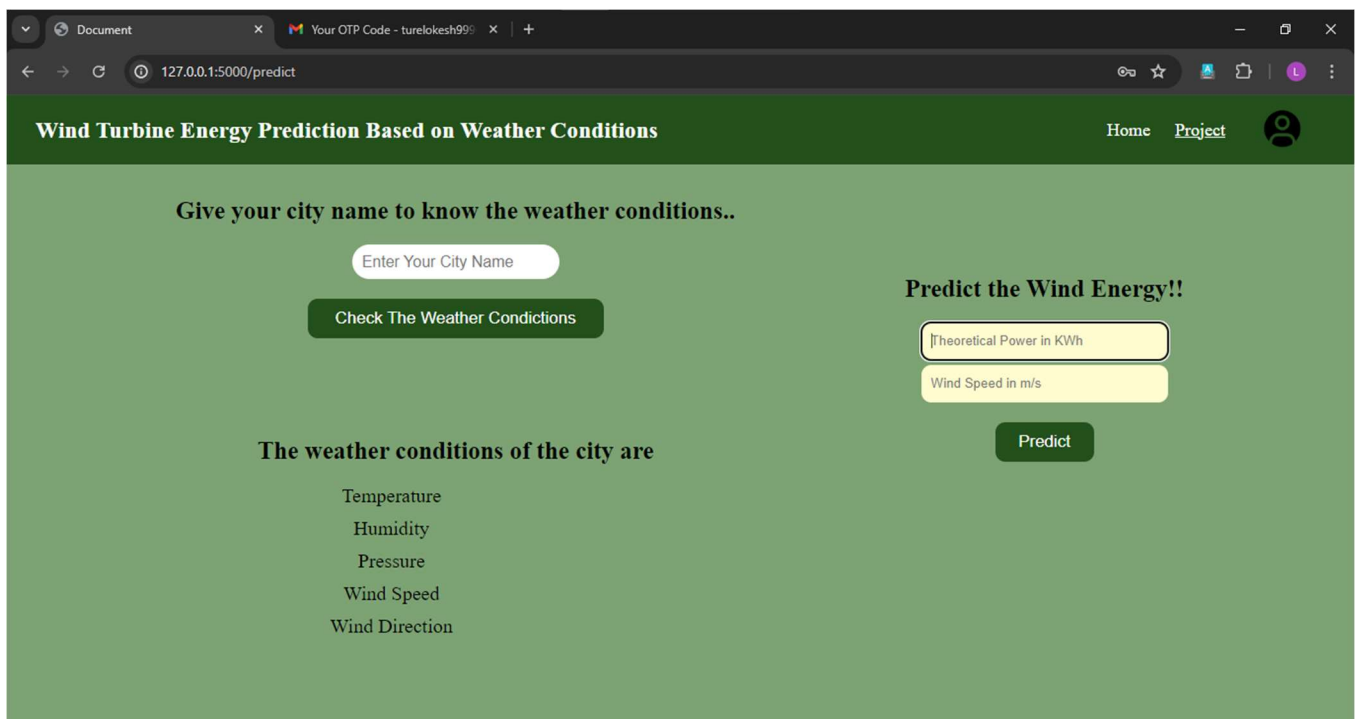 Document
Your OTP Code - turelokesh999
127.0.0.1:5000/predict
L
Wind Turbine Energy Prediction Based on Weather Conditions
Home Project
Give your city name to know the weather conditions..
Enter Your City Name
Check The Weather Condictions
The weather conditions of the city are
Temperature
Humidity
Pressure
Wind Speed
Wind Direction
Predict the Wind Energy!!
Theoretical Power in KWh
Wind Speed in m/s
Predict